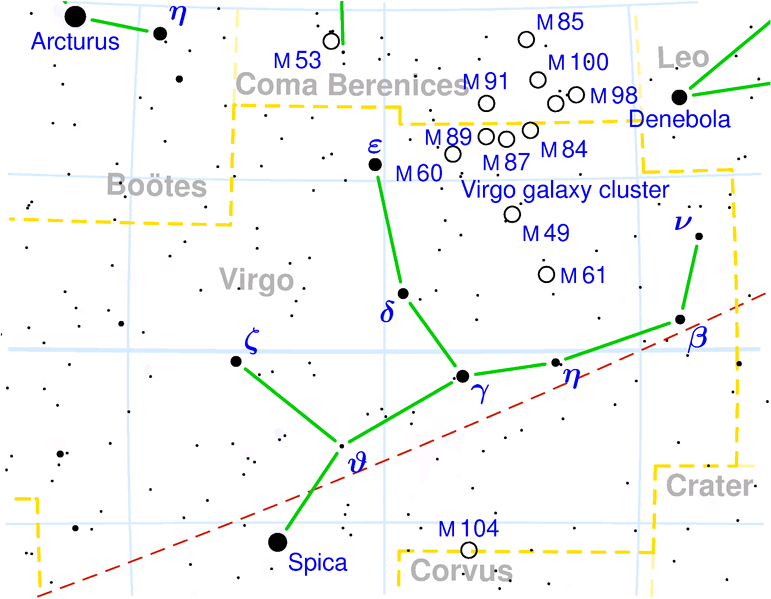 η
Arcturus
M 53
M 85
Leo
M 100
Coma Berenices
M 91
M 98
Denebola
M 89
ε
M 84
M 87
M 60
Boötes
Virgo galaxy cluster
ν
M 49
Virgo
M 61
δ
ζ
β
η
γ
ϑ
Crater
M 104
Spica
Corvus